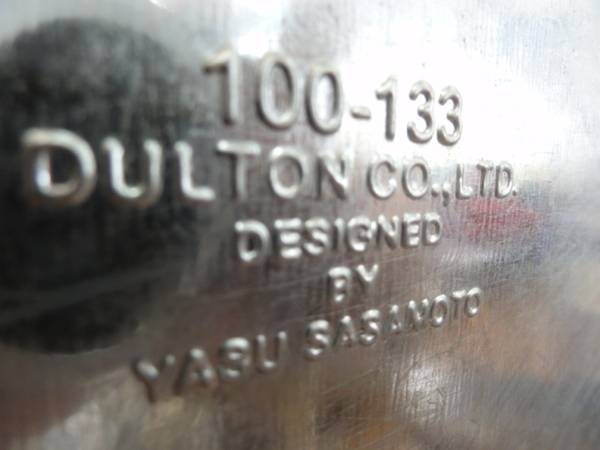 100-133
DULTON CO.,LTD.
DESIGNED
BY
YASU SASAMOTO